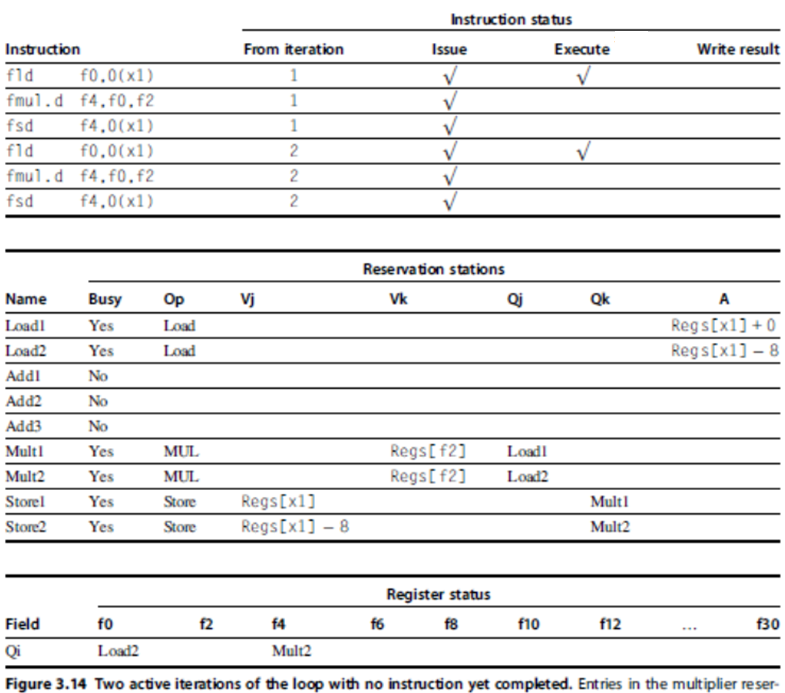 Instruction status
Instruction From iteration Issue Execute Write result
fld f0,0(x1) 1 √ √
fmul.d f4,f0,f2 1 √
fsd f4,0(x1) 1 √
fld f0,0(x1) 2 √ √
fmul.d f4,f0,f2 2 √
fsd f4,0(x1) 2 √
Reservation stations
Name Busy Op Vj Vk Qj Qk A
Load1 Yes Load Regs[x1] + 0
Load2 Yes Load Regs[x1] − 8
Add1 No
Add2 No
Add3 No
Mult1 Yes MUL Regs[f2] Load1
Mult2 Yes MUL Regs[f2] Load2
Store1 Yes Store Regs[x1] Mult1
Store2 Yes Store Regs[x1] − 8 Mult2
Register status
Field f0 f2 f4 f6 f8 f10 f12 ... f30
Qi Load2 Mult2
Figure 3.14 Two active iterations of the loop with no instruction yet completed. Entries in the multiplier reser-